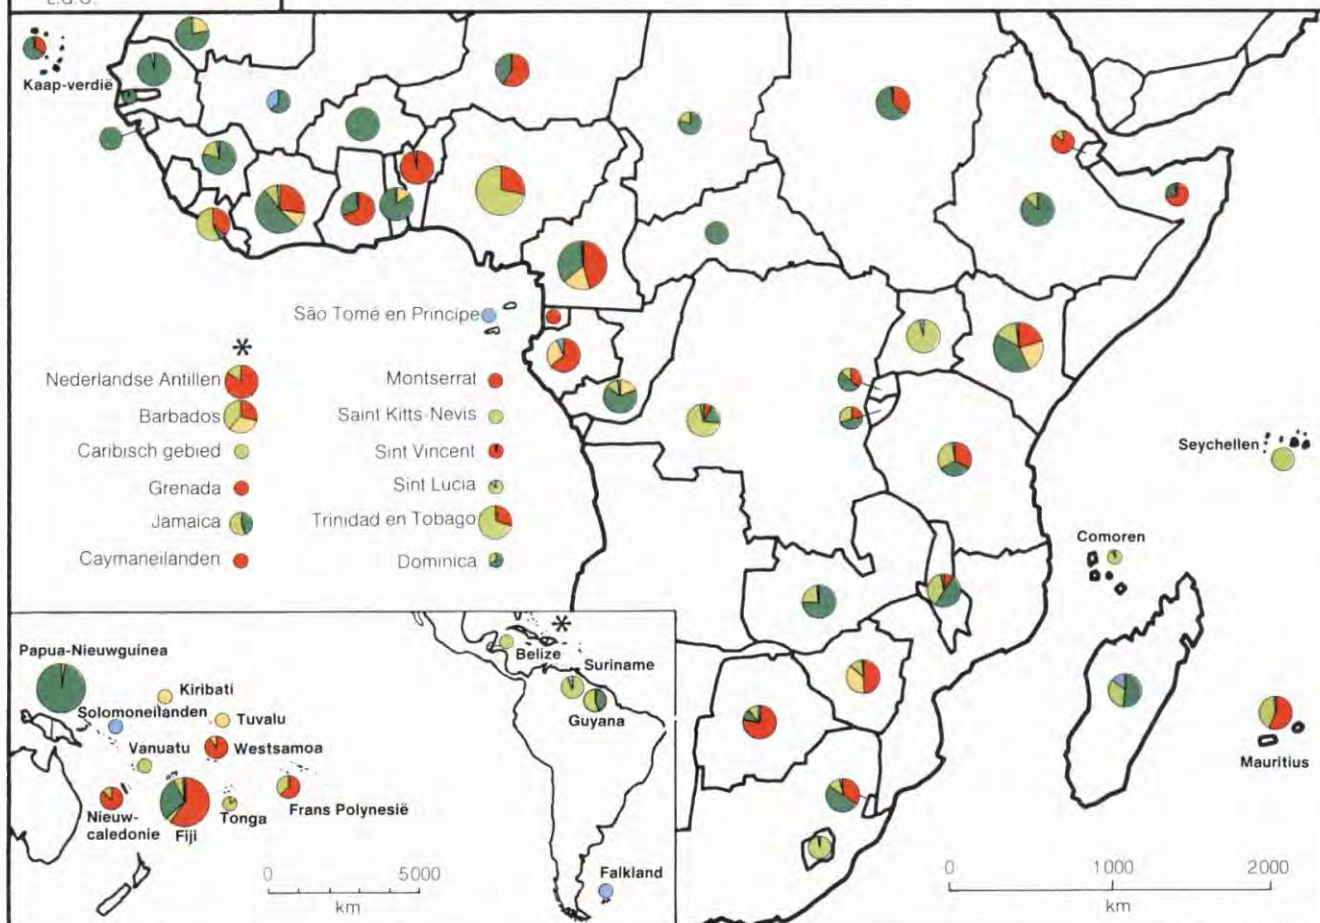 Kaap-verdië
São Tomé en Principe
*
Nederlandse Antillen
Barbados
Caribisch gebied
Grenada
Jamaica
Caymaneilanden
Montserrat
Saint Kitts-Nevis
Sint Vincent
Sint Lucia
Trinidad en Tobago
Dominica
Seychellen
Comoren
Mauritius
0 1000 2000
km
Papua-Nieuwguinea
Kiribati
Solomoneilanden
Tuvalu
Vanuatu
Westsamoa
Nieuw-
caledonie
Fiji
Tonga
Frans Polynesië
0 5000
km
*
Belize
Suriname
Guyana
Falkland